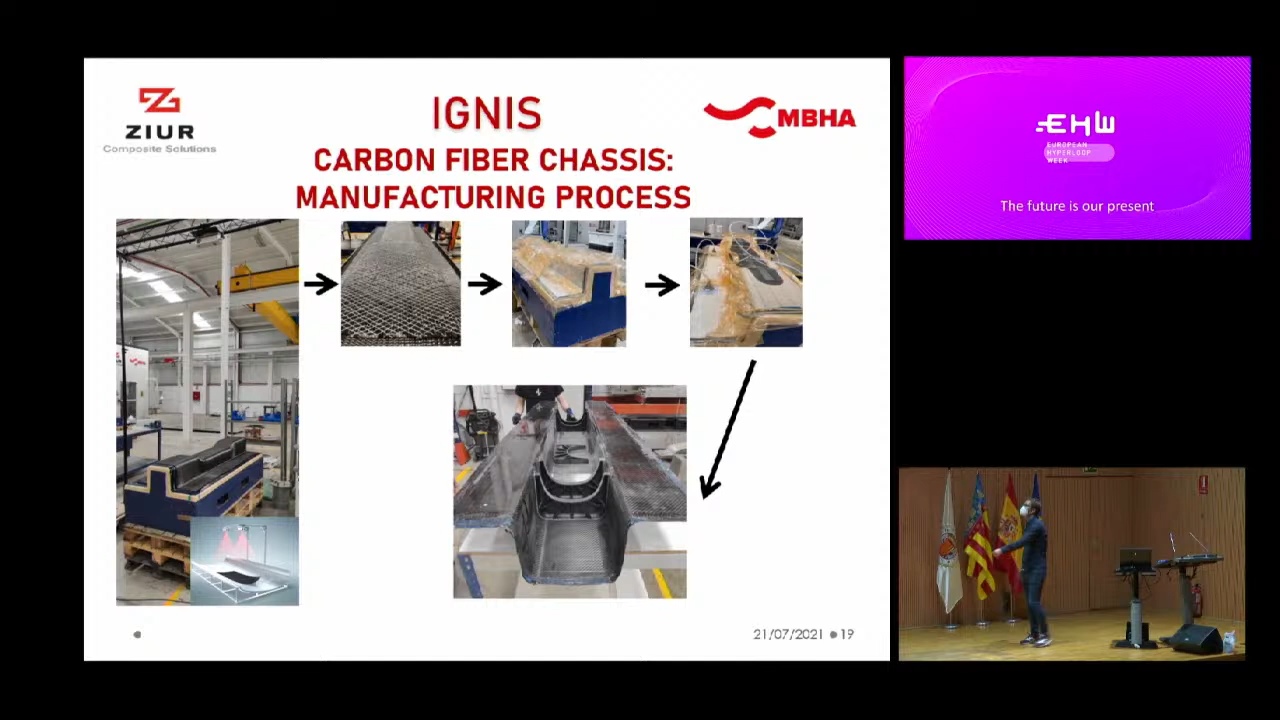 ZIUR
Composite Solutions
IGNIS
CARBON FIBER CHASSIS:
MANUFACTURING PROCESS
MBHA
21/07/2021 19
EHW
EUROPEAN
HYPERLOOP
WEEK
The future is our present